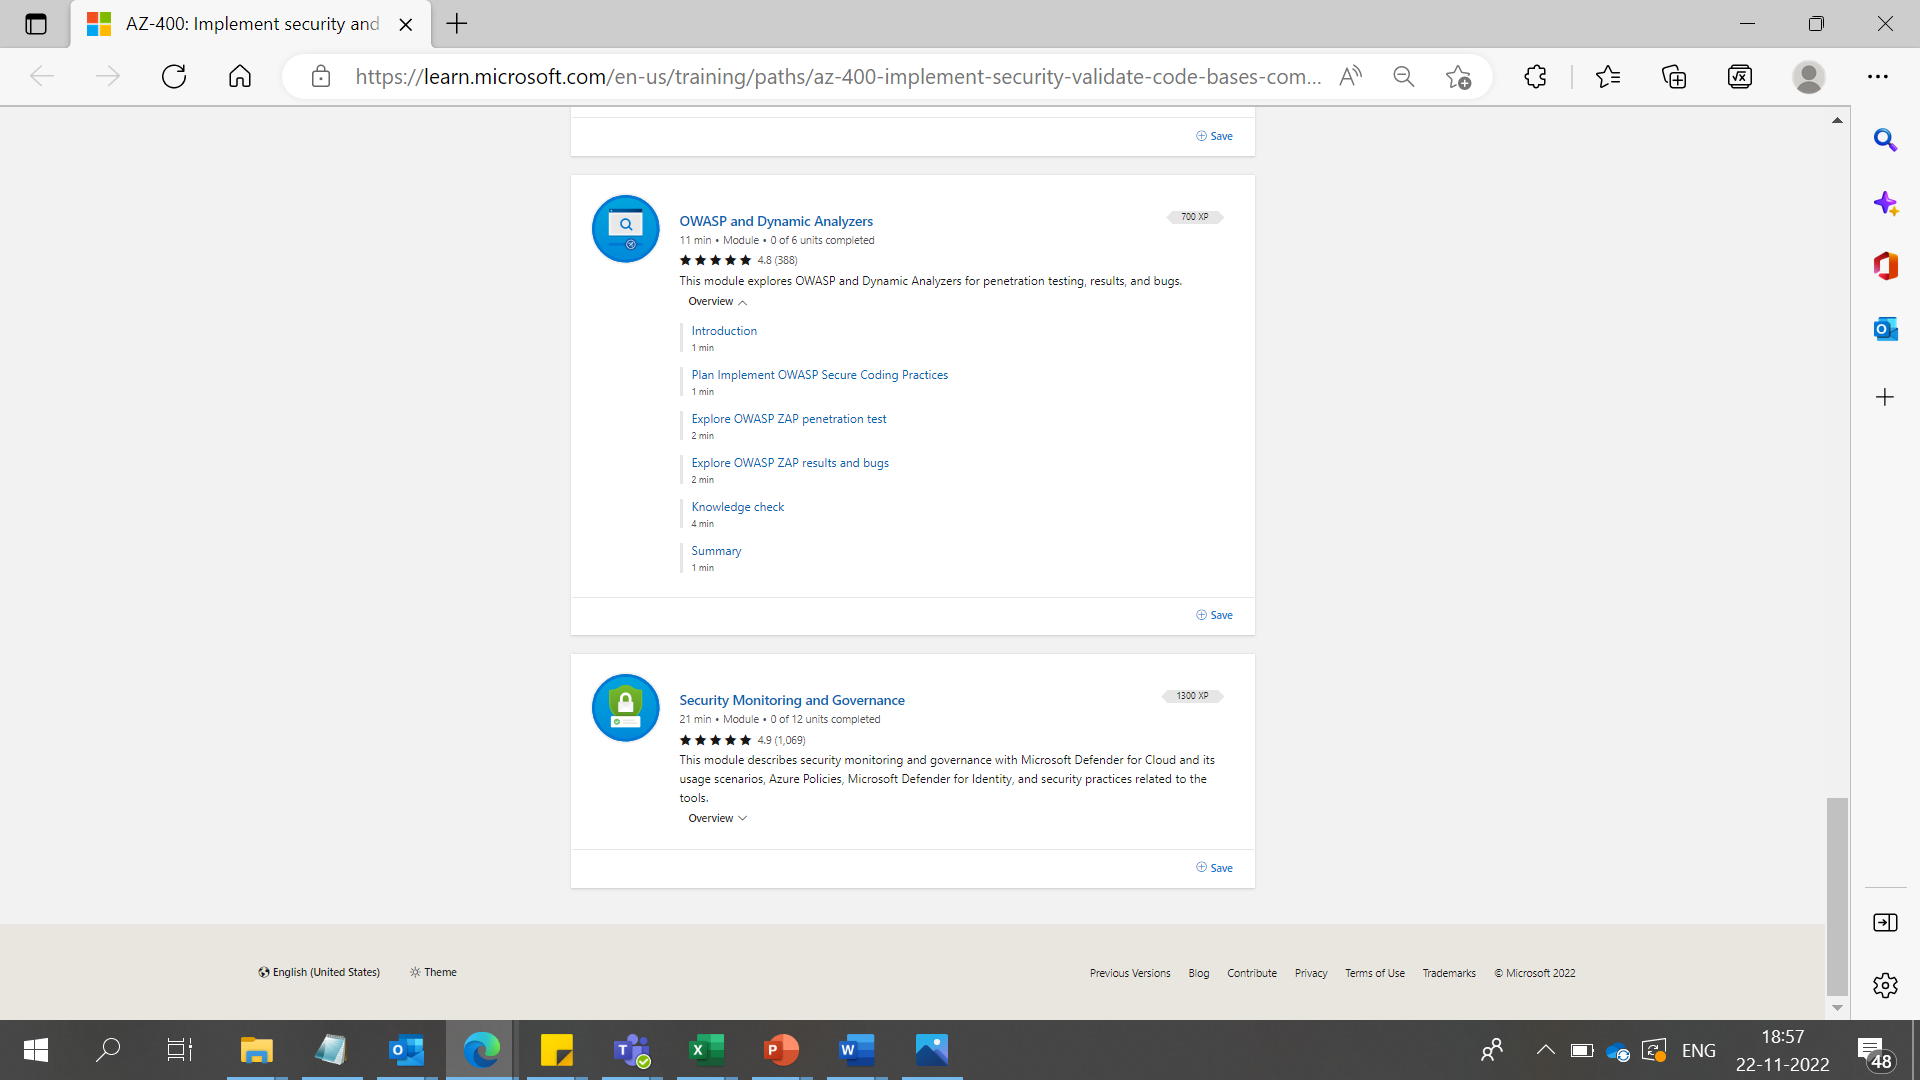 AZ-400: Implement security and
https://learn.microsoft.com/en-us/training/paths/az-400-implement-security-validate-code-bases-com...
Save
OWASP and Dynamic Analyzers
700 XP
11 min • Module • 0 of 6 units completed
4.8 (388)
This module explores OWASP and Dynamic Analyzers for penetration testing, results, and bugs.
Overview
Introduction
1 min
Plan Implement OWASP Secure Coding Practices
1 min
Explore OWASP ZAP penetration test
2 min
Explore OWASP ZAP results and bugs
2 min
Knowledge check
4 min
Summary
1 min
Save
Security Monitoring and Governance
1300 XP
21 min • Module • 0 of 12 units completed
4.9 (1,069)
This module describes security monitoring and governance with Microsoft Defender for Cloud and its
usage scenarios, Azure Policies, Microsoft Defender for Identity, and security practices related to the
tools.
Overview
Save
English (United States) Theme Previous Versions Blog Contribute Privacy Terms of Use Trademarks © Microsoft 2022
ENG
18:57
22-11-2022
48